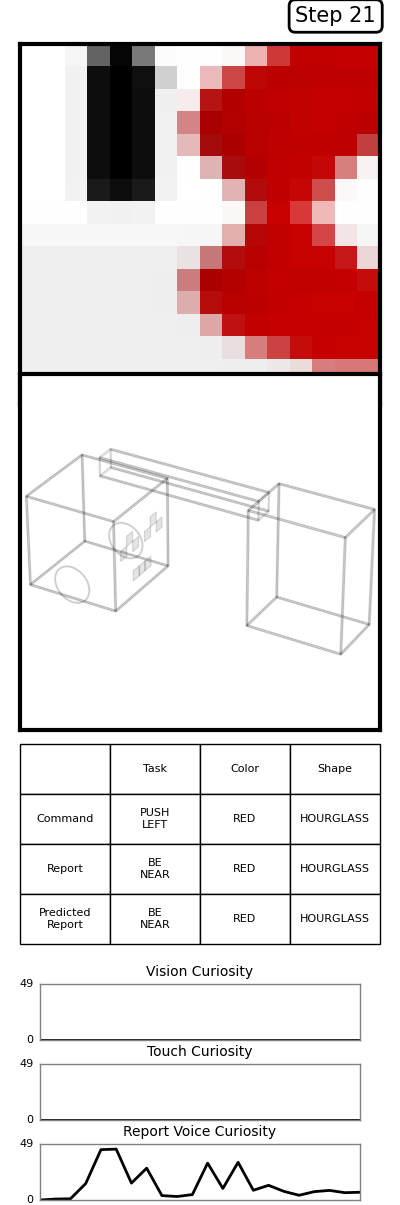 Step 21
Task Color Shape
Command PUSH LEFT RED HOURGLASS
Report BE NEAR RED HOURGLASS
Predicted Report BE NEAR RED HOURGLASS
Vision Curiosity
49
0
Touch Curiosity
49
0
Report Voice Curiosity
49
0